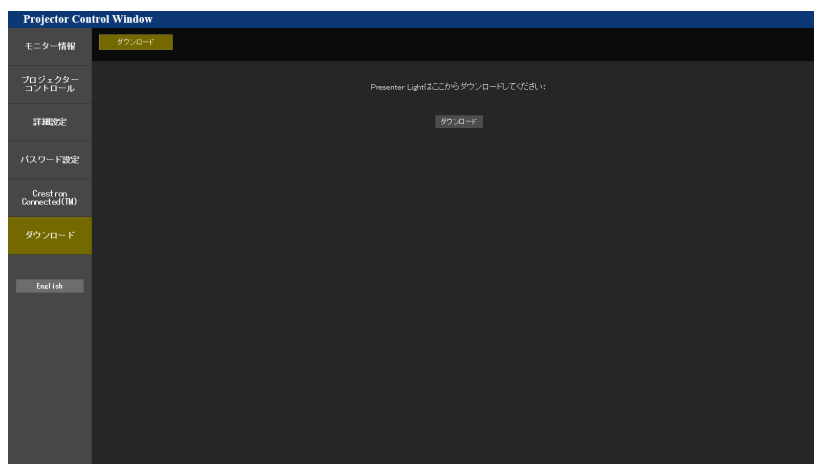 Projector Control Window
モニター情報
ダウンロード
プロジェクター
コントロール
Presenter Lightはここからダウンロードしてください:
詳細設定
ダウンロード
パスワード設定
Crestron
Connected(TM)
ダウンロード
English